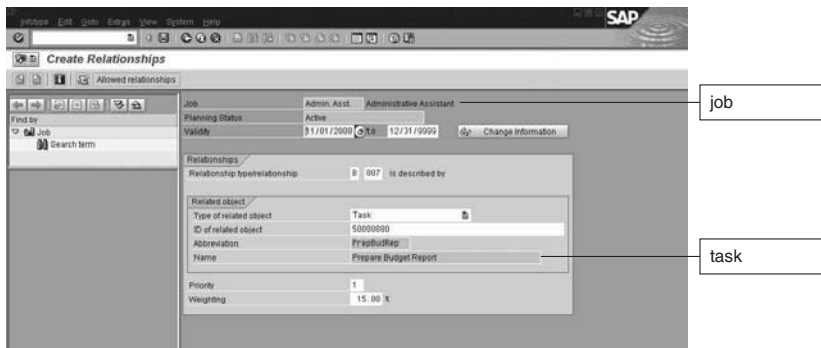 Infotype Edit Goto Extras View System Help
SAP
Create Relationships
Allowed relationships
Find by
Job
Search term
Job Admin. Asst. Administrative Assistant
Planning Status Active
Validity 11/01/2000 to 12/31/9999 Change Information
Relationships
Relationship type/relationship B 007 Is described by
Related object
Type of related object Task
ID of related object 50000000
Abbreviation PrepBudRep
Name Prepare Budget Report
Priority 1
Weighting 15.00 %
job
task